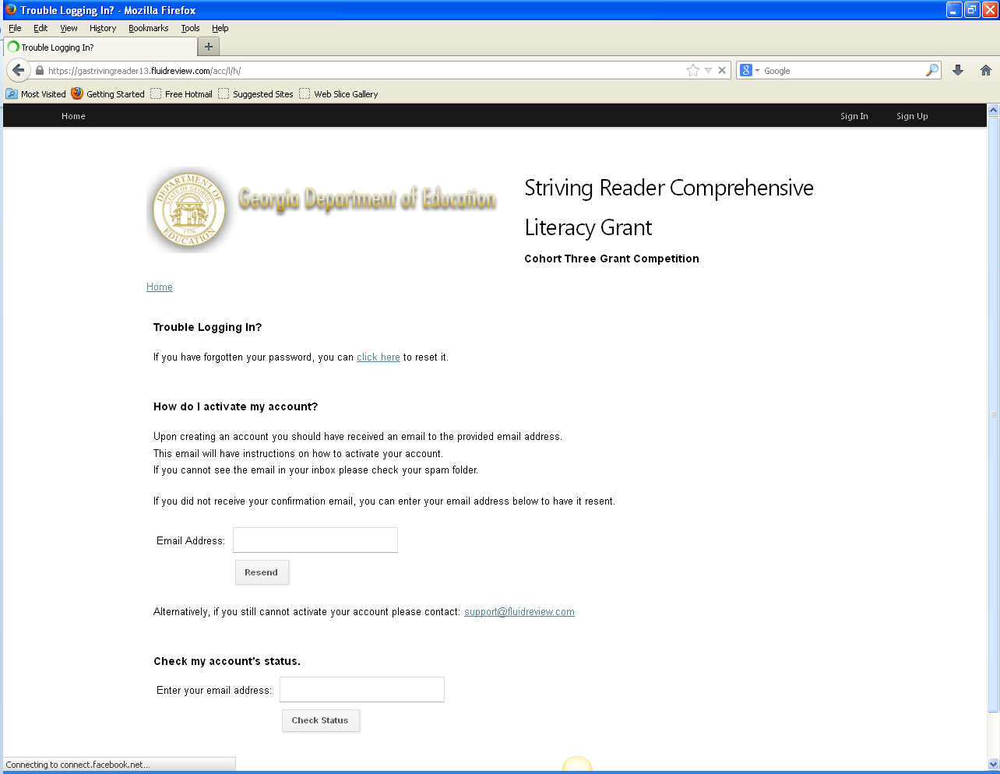 Trouble Logging In? - Mozilla Firefox
File Edit View History Bookmarks Tools Help
Trouble Logging In?
https://gastrivingreader13.fluidreview.com/acc/l/h/
Google
Most Visited Getting Started Free Hotmail Suggested Sites Web Slice Gallery
Home Sign In Sign Up
DEPARTMENT OF EDUCATION
STATE OF GEORGIA
1776
Georgia Department of Education
Striving Reader Comprehensive
Literacy Grant
Cohort Three Grant Competition
Home
Trouble Logging In?
If you have forgotten your password, you can click here to reset it.
How do I activate my account?
Upon creating an account you should have received an email to the provided email address.
This email will have instructions on how to activate your account.
If you cannot see the email in your inbox please check your spam folder.
If you did not receive your confirmation email, you can enter your email address below to have it resent.
Email Address:
Resend
Alternatively, if you still cannot activate your account please contact: support@fluidreview.com
Check my account's status.
Enter your email address:
Check Status
Connecting to connect.facebook.net...